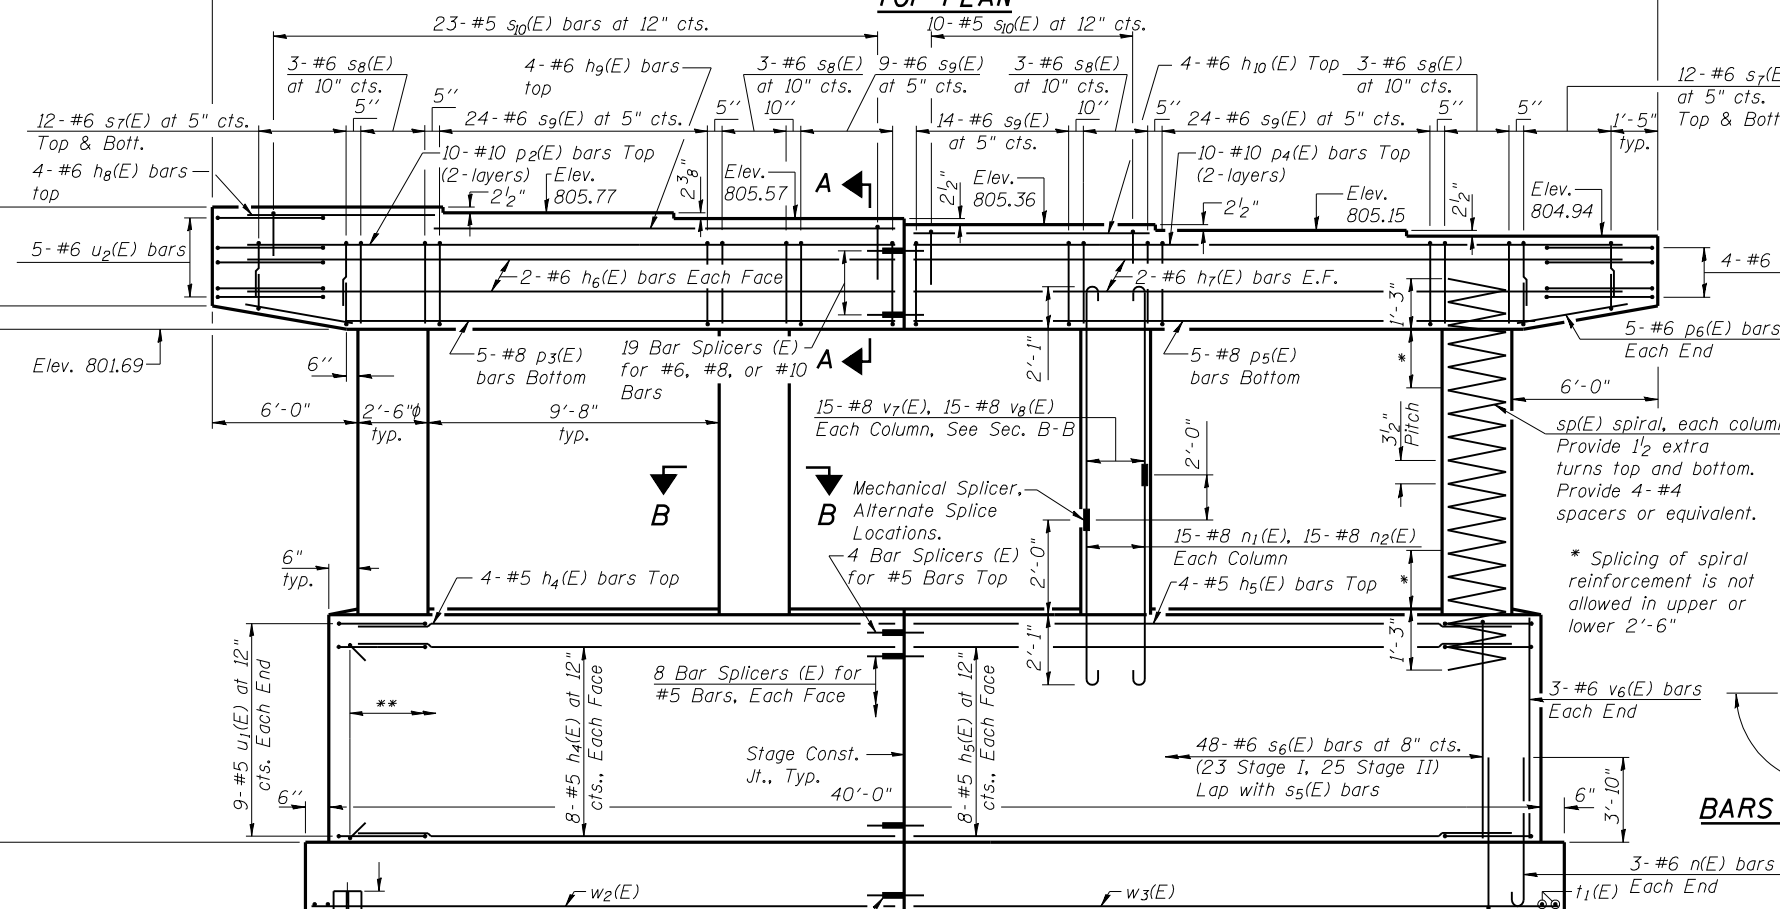 TOP PLAN
23-#5 s10(E) bars at 12" cts.
10-#5 s10(E) at 12" cts.
3-#6 s8(E)
at 10" cts.
4-#6 h9(E) bars
top
3-#6 s8(E)
at 10" cts.
9-#6 s9(E)
at 5" cts.
3-#6 s8(E)
at 10" cts.
4-#6 h10(E) Top
3-#6 s8(E)
at 10" cts.
12-#6 s7(E)
at 5" cts.
Top & Bott.
5''
5''
5''
10''
10''
5''
5''
5''
1'-5"
typ.
12-#6 s7(E) at 5" cts.
Top & Bott.
24-#6 s9(E) at 5" cts.
14-#6 s9(E)
at 5" cts.
24-#6 s9(E) at 5" cts.
4-#6 h8(E) bars
top
10-#10 p2(E) bars Top
(2-layers)
2½"
Elev.
805.77
2⅜"
Elev.
805.57
A
2½"
Elev.
805.36
10-#10 p4(E) bars Top
(2-layers)
2½"
Elev.
805.15
2½"
Elev.
804.94
5-#6 u2(E) bars
2-#6 h6(E) bars Each Face
2-#6 h7(E) bars E.F.
4-#6
1'-3"
5-#6 p6(E) bars
Each End
Elev. 801.69
6''
5-#8 p3(E)
bars Bottom
19 Bar Splicers (E)
for #6, #8, or #10
Bars
A
2'-1"
5-#8 p5(E)
bars Bottom
*
6'-0"
2'-6"ϕ
typ.
9'-8"
typ.
15-#8 v7(E), 15-#8 v8(E)
Each Column, See Sec. B-B
2'-0"
3½"
Pitch
6'-0"
sp(E) spiral, each column
Provide 1½ extra
turns top and bottom.
Provide 4-#4
spacers or equivalent.
B
B
Mechanical Splicer,
Alternate Splice
Locations.
4 Bar Splicers (E)
for #5 Bars Top
2'-0"
15-#8 n1(E), 15-#8 n2(E)
Each Column
* Splicing of spiral
reinforcement is not
allowed in upper or
lower 2'-6"
6"
typ.
4-#5 h4(E) bars Top
4-#5 h5(E) bars Top
*
9-#5 u1(E) at 12"
cts. Each End
**
8-#5 h4(E) at 12"
cts., Each Face
8 Bar Splicers (E) for
#5 Bars, Each Face
8-#5 h5(E) at 12"
cts., Each Face
2'-1"
1'-3"
3-#6 v6(E) bars
Each End
Stage Const.
Jt., Typ.
48-#6 s6(E) bars at 8" cts.
(23 Stage I, 25 Stage II)
Lap with s5(E) bars
6''
40'-0"
6"
3'-10"
BARS
3-#6 n(E) bars
Each End
w2(E)
w3(E)
t1(E)